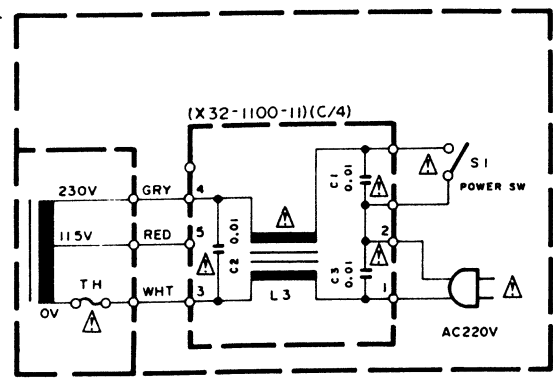 (X32-1100-11)(C/4)
230V
GRY
4
115V
RED
5
TH
WHT
3
0V
C2 0.01
L3
C1 0.01
C3 0.01
2
1
S1
POWER SW
AC220V